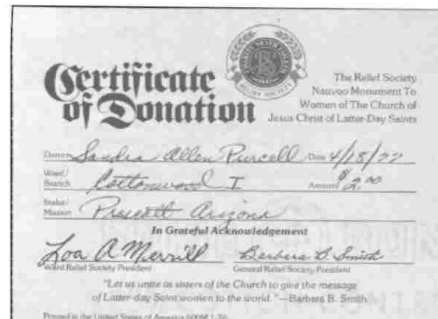 Certificate
of Donation
RELIEF SOCIETY
The Relief Society
Nauvoo Monument To
Women of The Church of
Jesus Christ of Latter-Day Saints
Donor Sandra Allen Purcell Date 4/18/77
Ward/
Branch Cottonwood I Amount $2.00
Stake/
Mission Prescott Arizona
In Grateful Acknowledgement
Loa A Merrill Barbara B. Smith
Ward Relief Society President General Relief Society President
"Let us unite as sisters of the Church to give the message
of Latter-day Saint women to the world." —Barbara B. Smith
Printed in the United States of America